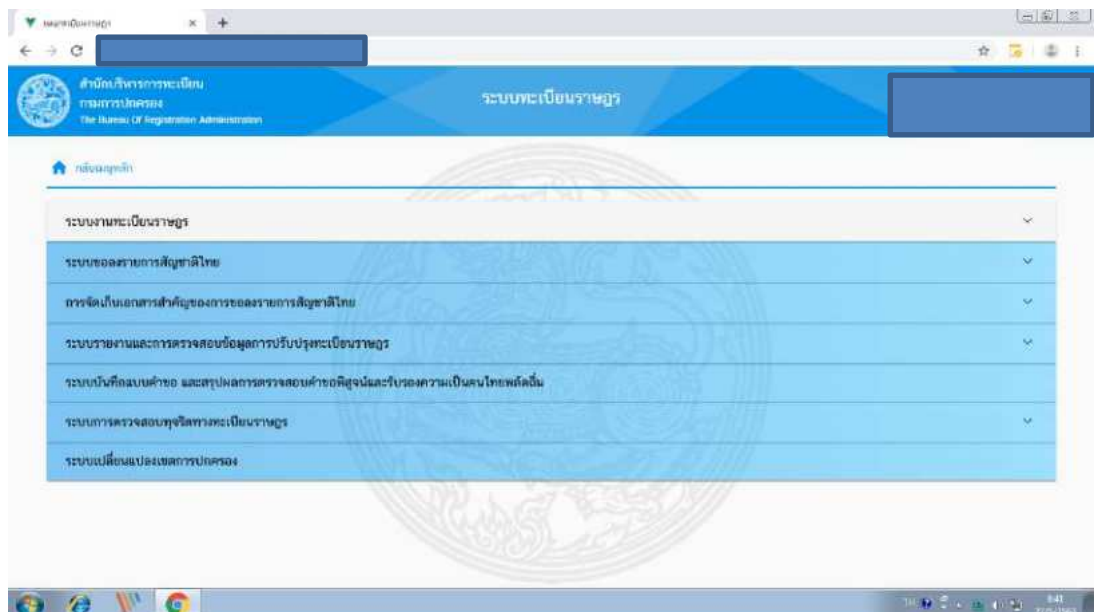 ทะเบียนราษฎร
สำนักบริหารการทะเบียน
กรมการปกครอง
The Bureau Of Registration Administration
ระบบทะเบียนราษฎร
กลับเมนูหลัก
ระบบงานทะเบียนราษฎร
ระบบขอลงรายการสัญชาติไทย
การจัดเก็บเอกสารสำคัญของการขอลงรายการสัญชาติไทย
ระบบรายงานและการตรวจสอบข้อมูลการปรับปรุงทะเบียนราษฎร
ระบบบันทึกแบบคำขอ และสรุปผลการตรวจสอบคำขอพิสูจน์และรับรองความเป็นคนไทยพลัดถิ่น
ระบบการตรวจสอบทุจริตทางทะเบียนราษฎร
ระบบเปลี่ยนแปลงเขตการปกครอง
TH
8:41